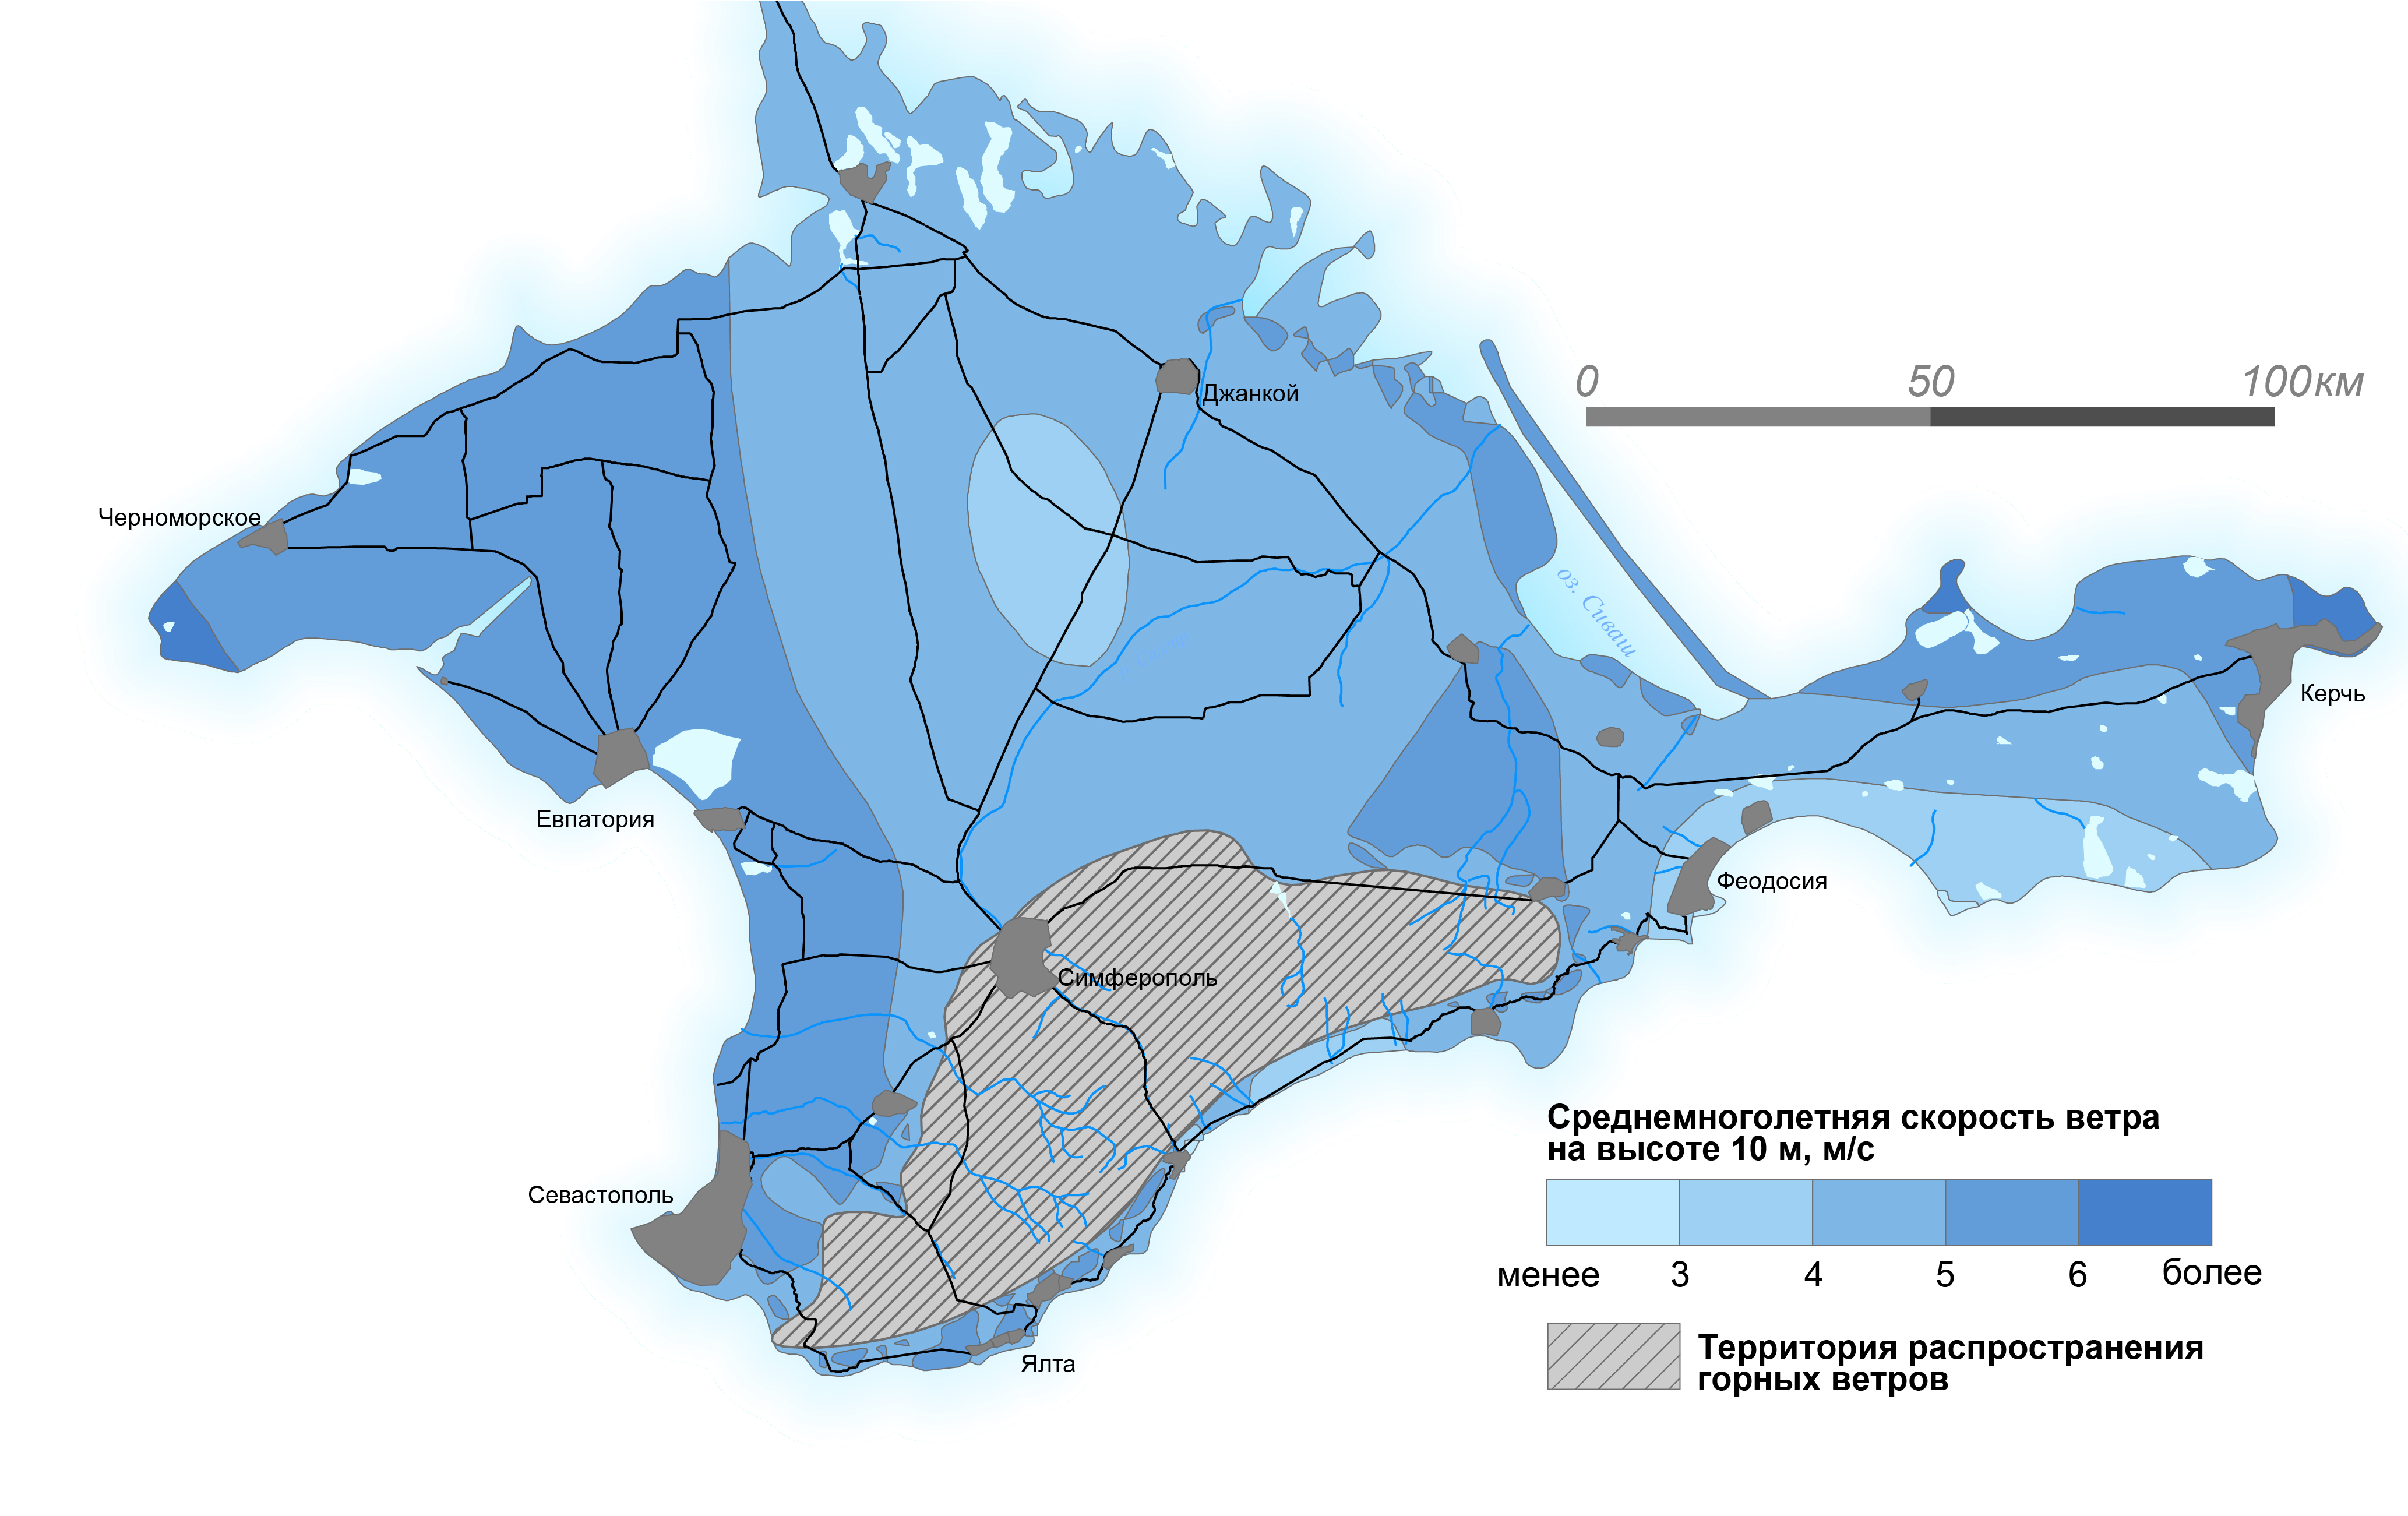 0 50 100км
Джанкой
Черноморское
оз. Сиваш
Керчь
Евпатория
Феодосия
Симферополь
Севастополь
Ялта
Среднемноголетняя скорость ветра
на высоте 10 м, м/с
менее 3 4 5 6 более
Территория распространения
горных ветров